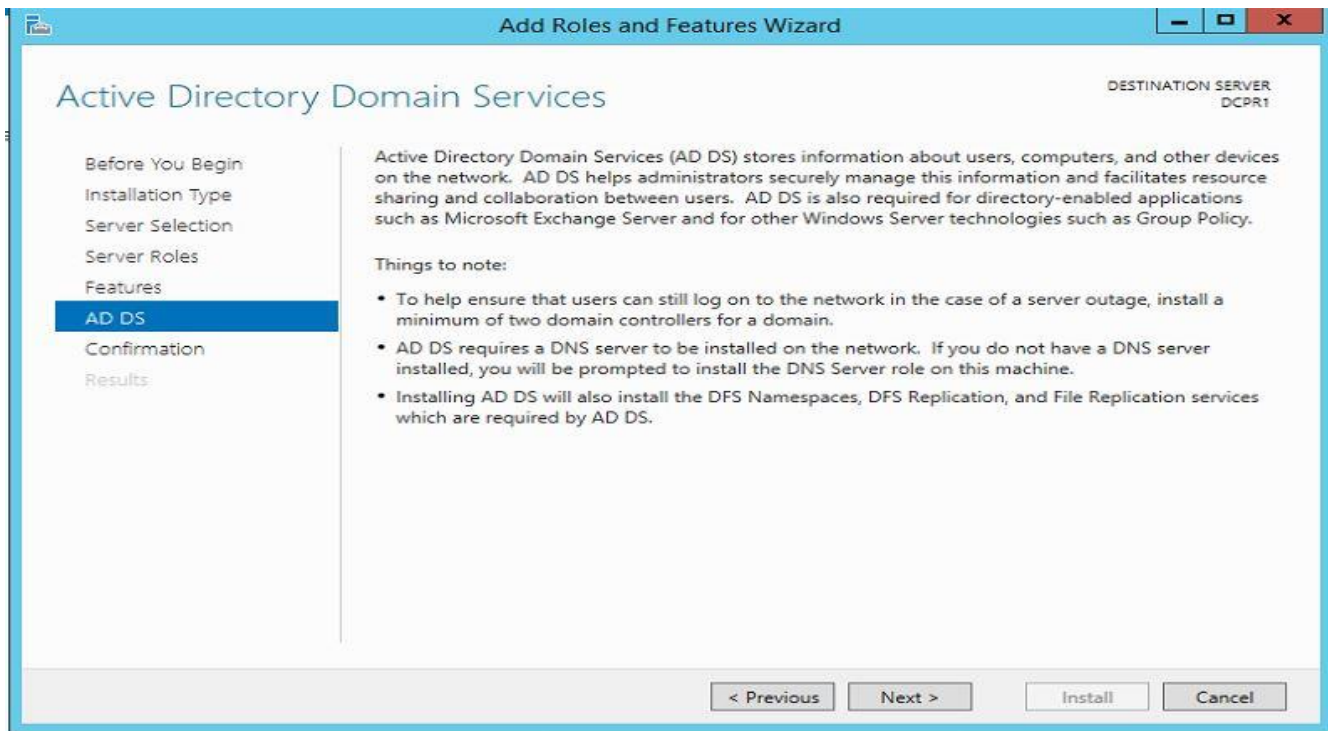 Add Roles and Features Wizard
Active Directory Domain Services
DESTINATION SERVER
DCPR1
Before You Begin
Installation Type
Server Selection
Server Roles
Features
AD DS
Confirmation
Results
Active Directory Domain Services (AD DS) stores information about users, computers, and other devices
on the network. AD DS helps administrators securely manage this information and facilitates resource
sharing and collaboration between users. AD DS is also required for directory-enabled applications
such as Microsoft Exchange Server and for other Windows Server technologies such as Group Policy.
Things to note:
• To help ensure that users can still log on to the network in the case of a server outage, install a
minimum of two domain controllers for a domain.
• AD DS requires a DNS server to be installed on the network. If you do not have a DNS server
installed, you will be prompted to install the DNS Server role on this machine.
• Installing AD DS will also install the DFS Namespaces, DFS Replication, and File Replication services
which are required by AD DS.
< Previous
Next >
Install
Cancel